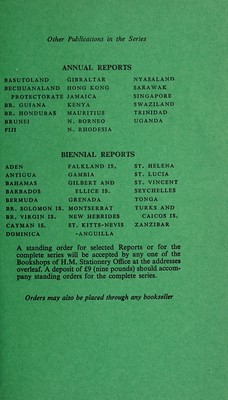 Other Publications in the Series
ANNUAL REPORTS
BASUTOLAND GIBRALTAR NYASALAND
BECHUANALAND HONG KONG SARAWAK
PROTECTORATE JAMAICA SINGAPORE
BR. GUIANA KENYA SWAZILAND
BR. HONDURAS MAURITIUS TRINIDAD
BRUNEI N. BORNEO UGANDA
FIJI N. RHODESIA
BIENNIAL REPORTS
ADEN FALKLAND IS. ST. HELENA
ANTIGUA GAMBIA ST. LUCIA
BAHAMAS GILBERT AND ST. VINCENT
BARBADOS ELLICE IS. SEYCHELLES
BERMUDA GRENADA TONGA
BR. SOLOMON IS. MONTSERRAT TURKS AND
BR. VIRGIN IS. NEW HEBRIDES CAICOS IS.
CAYMAN IS. ST. KITTS-NEVIS ZANZIBAR
DOMINICA -ANGUILLA
A standing order for selected Reports or for the
complete series will be accepted by any one of the
Bookshops of H.M. Stationery Office at the addresses
overleaf. A deposit of £9 (nine pounds) should accom-
pany standing orders for the complete series.
Orders may also be placed through any bookseller